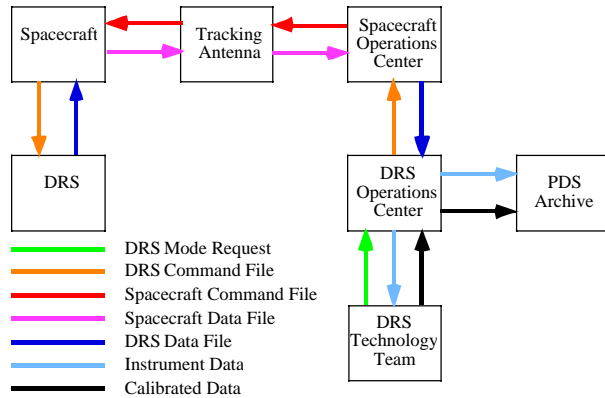 Spacecraft
Tracking
Antenna
Spacecraft
Operations
Center
DRS
DRS
Operations
Center
PDS
Archive
DRS Mode Request
DRS Command File
Spacecraft Command File
Spacecraft Data File
DRS Data File
Instrument Data
Calibrated Data
DRS
Technology
Team